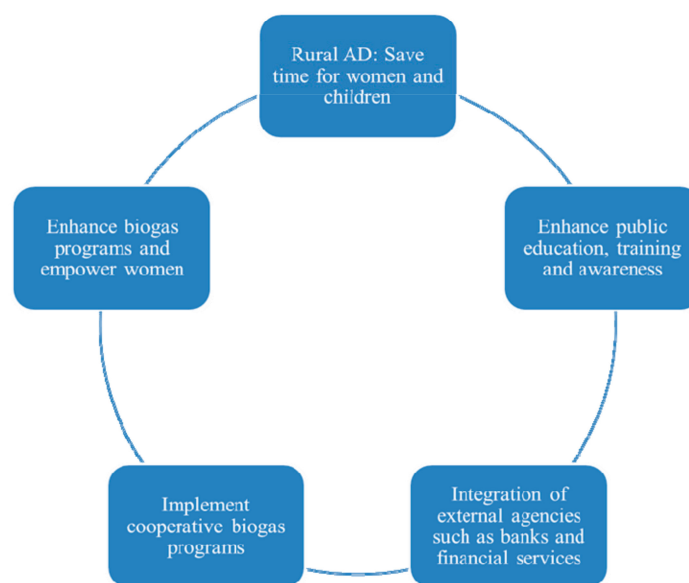 Rural AD: Save
time for women and
children
Enhance public
education, training
and awareness
Integration of
external agencies
such as banks and
financial services
Implement
cooperative biogas
programs
Enhance biogas
programs and
empower women